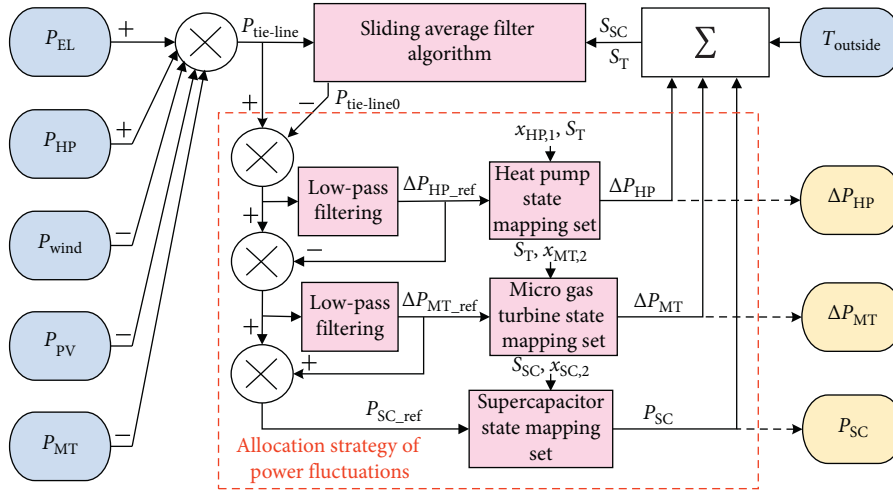 P_EL
+
P_tie-line
Sliding average filter
algorithm
S_SC
S_T
Σ
T_outside
P_HP
+
+
−
P_tie-line0
x_HP,1, S_T
Low-pass
filtering
ΔP_HP_ref
Heat pump
state
mapping set
ΔP_HP
ΔP_HP
P_wind
−
+
−
S_T, x_MT,2
Low-pass
filtering
ΔP_MT_ref
Micro gas
turbine state
mapping set
ΔP_MT
ΔP_MT
P_PV
−
+
+
S_SC, x_SC,2
P_SC_ref
Supercapacitor
state mapping
set
P_SC
P_SC
P_MT
−
Allocation strategy of
power fluctuations